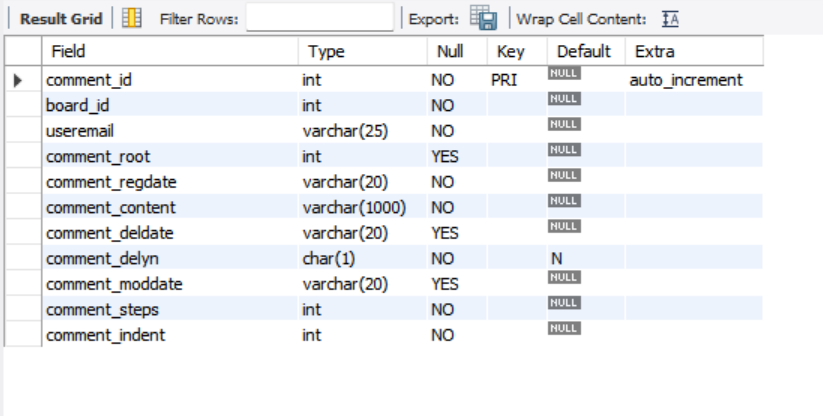 Result Grid Filter Rows: Export: Wrap Cell Content: IA
Field Type Null Key Default Extra
comment_id int NO PRI NULL auto_increment
board_id int NO NULL
useremail varchar(25) NO NULL
comment_root int YES NULL
comment_regdate varchar(20) NO NULL
comment_content varchar(1000) NO NULL
comment_deldate varchar(20) YES NULL
comment_delyn char(1) NO N
comment_moddate varchar(20) YES NULL
comment_steps int NO NULL
comment_indent int NO NULL